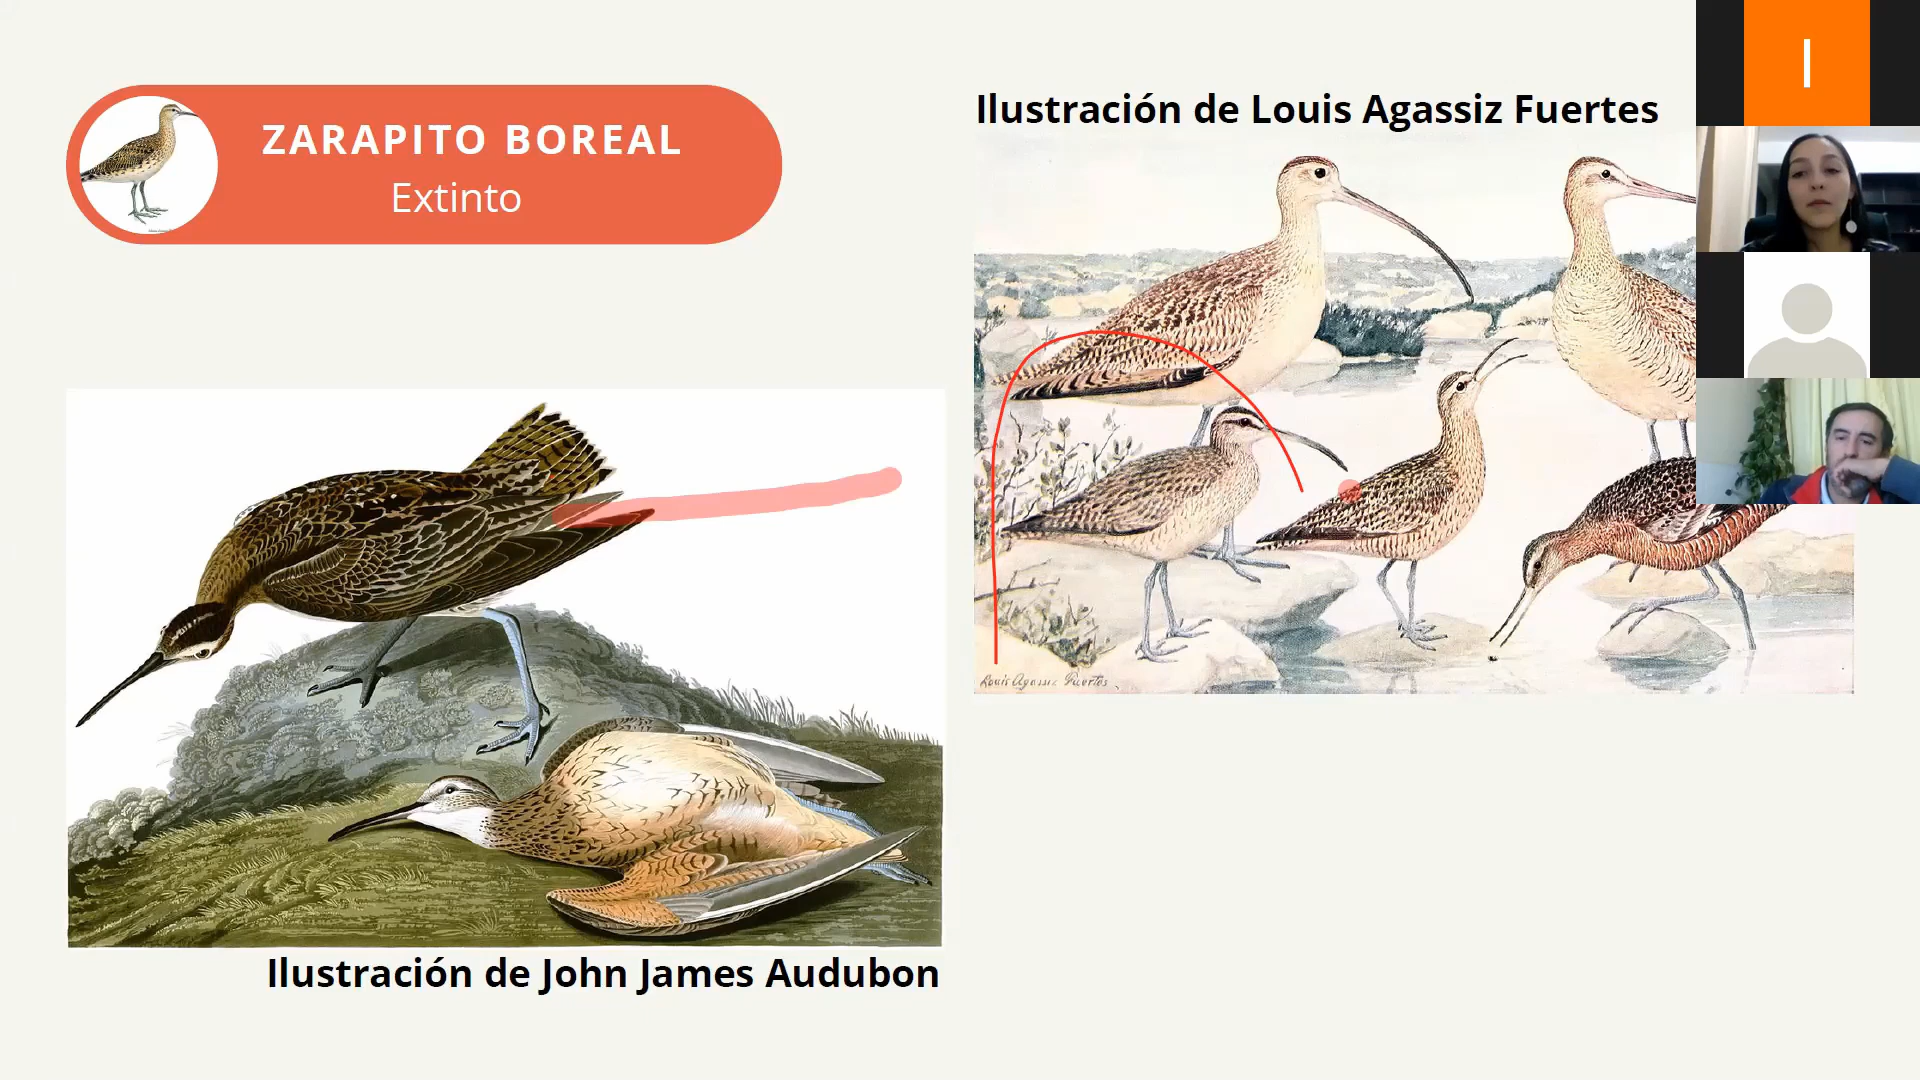 ZARAPITO BOREAL
Extinto
Ilustración de Louis Agassiz Fuertes
I
Louis Agassiz Fuertes
Ilustración de John James Audubon